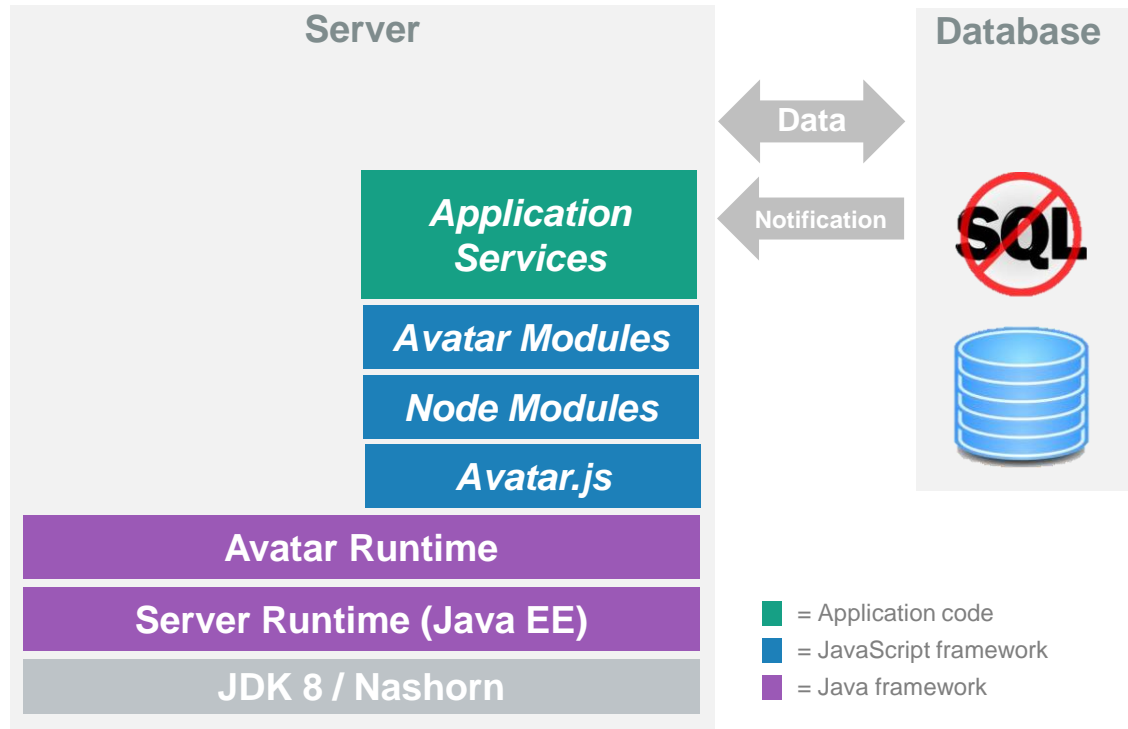 Server
Database
Data
Notification
SQL
Application
Services
Avatar Modules
Node Modules
Avatar.js
Avatar Runtime
Server Runtime (Java EE)
JDK 8 / Nashorn
= Application code
= JavaScript framework
= Java framework